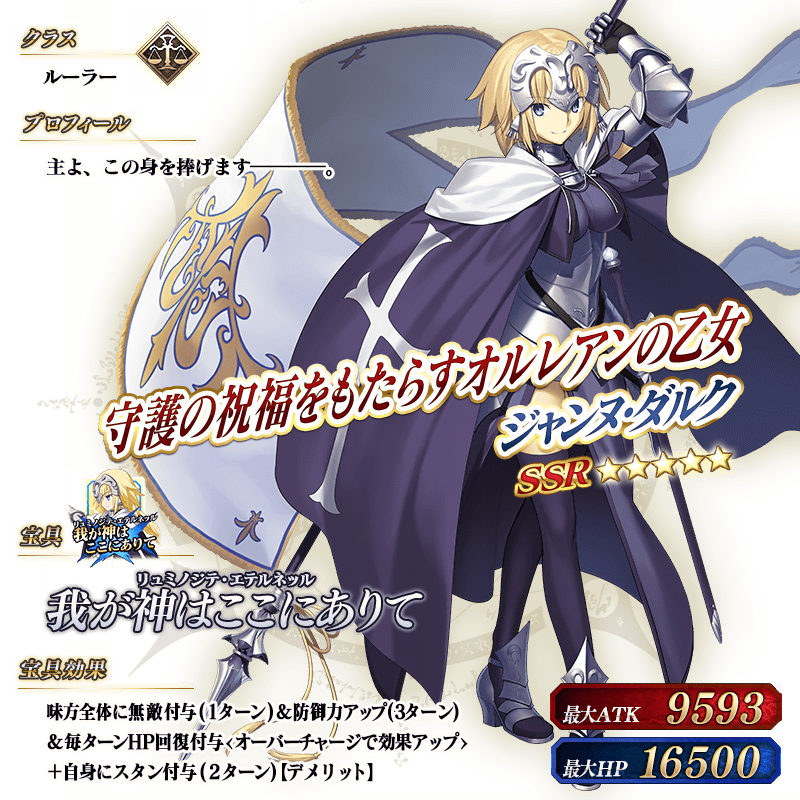 クラス
ルーラー
プロフィール
主よ、この身を捧げます―――。
守護の祝福をもたらすオルレアンの乙女
ジャンヌ・ダルク
SSR ★★★★★
宝具
リュミノジテ・エテルネッル
我が神は
ここにありて
リュミノジテ・エテルネッル
我が神はここにありて
宝具効果
味方全体に無敵付与(1ターン)&防御力アップ(3ターン)
&毎ターンHP回復付与<オーバーチャージで効果アップ>
+自身にスタン付与(2ターン)【デメリット】
最大ATK 9593
最大HP 16500